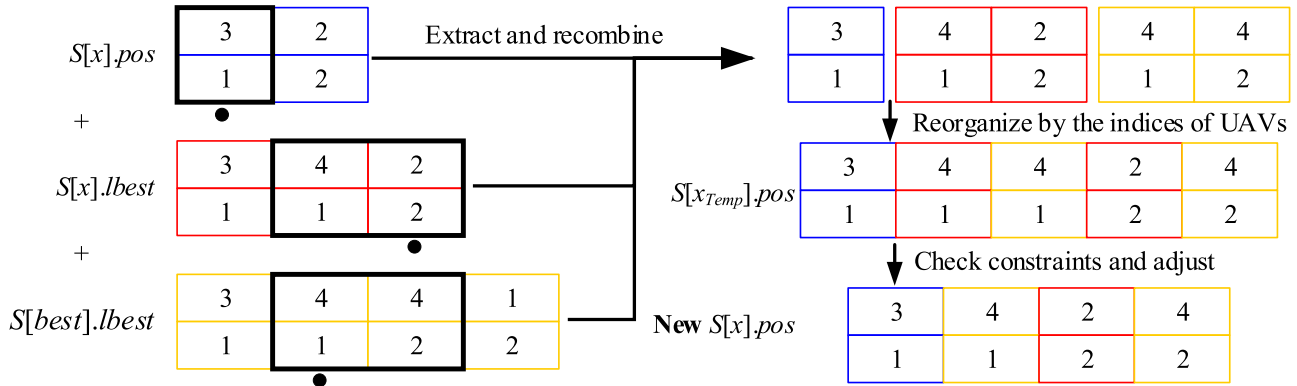 S[x].pos
3 2
1 2
+
S[x].lbest
3 4 2
1 1 2
+
S[best].lbest
3 4 4 1
1 1 2 2
Extract and recombine
3 4 2 4 4
1 1 2 1 2
Reorganize by the indices of UAVs
S[xTemp].pos
3 4 4 2 4
1 1 1 2 2
Check constraints and adjust
New S[x].pos
3 4 2 4
1 1 2 2